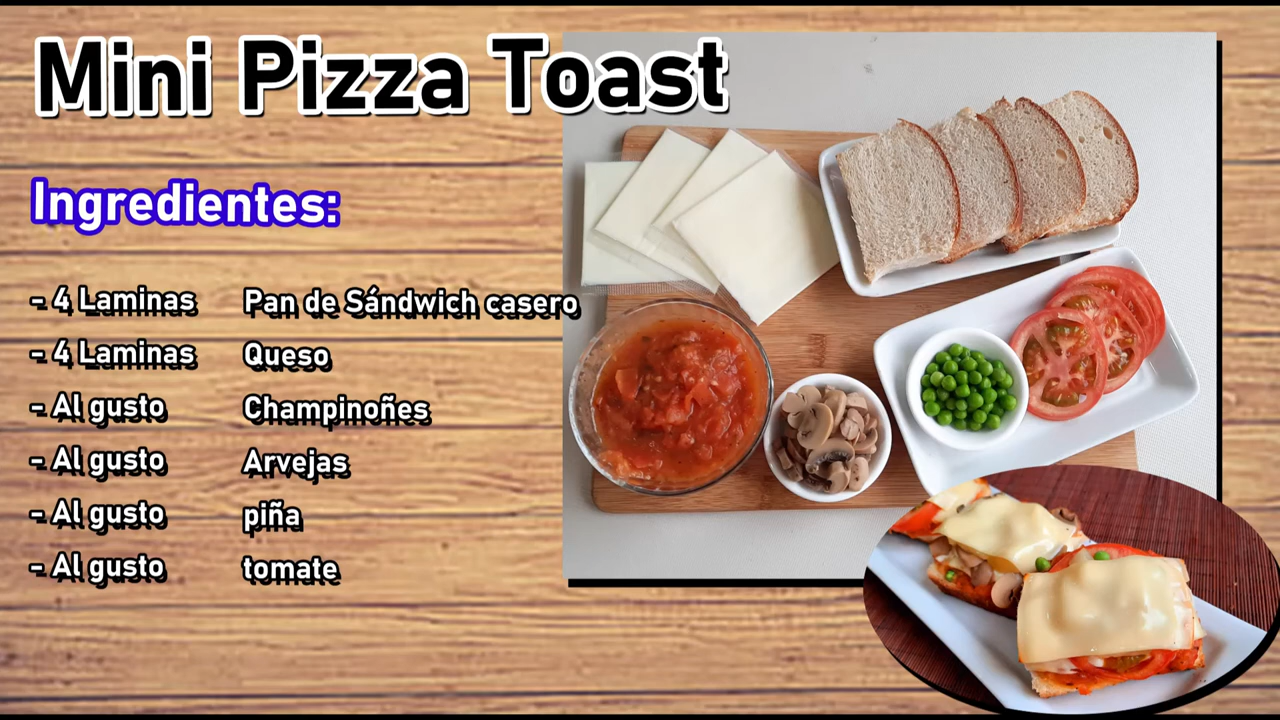 Mini Pizza Toast
Ingredientes:
- 4 Laminas Pan de Sándwich casero
- 4 Laminas Queso
- Al gusto Champinoñes
- Al gusto Arvejas
- Al gusto piña
- Al gusto tomate